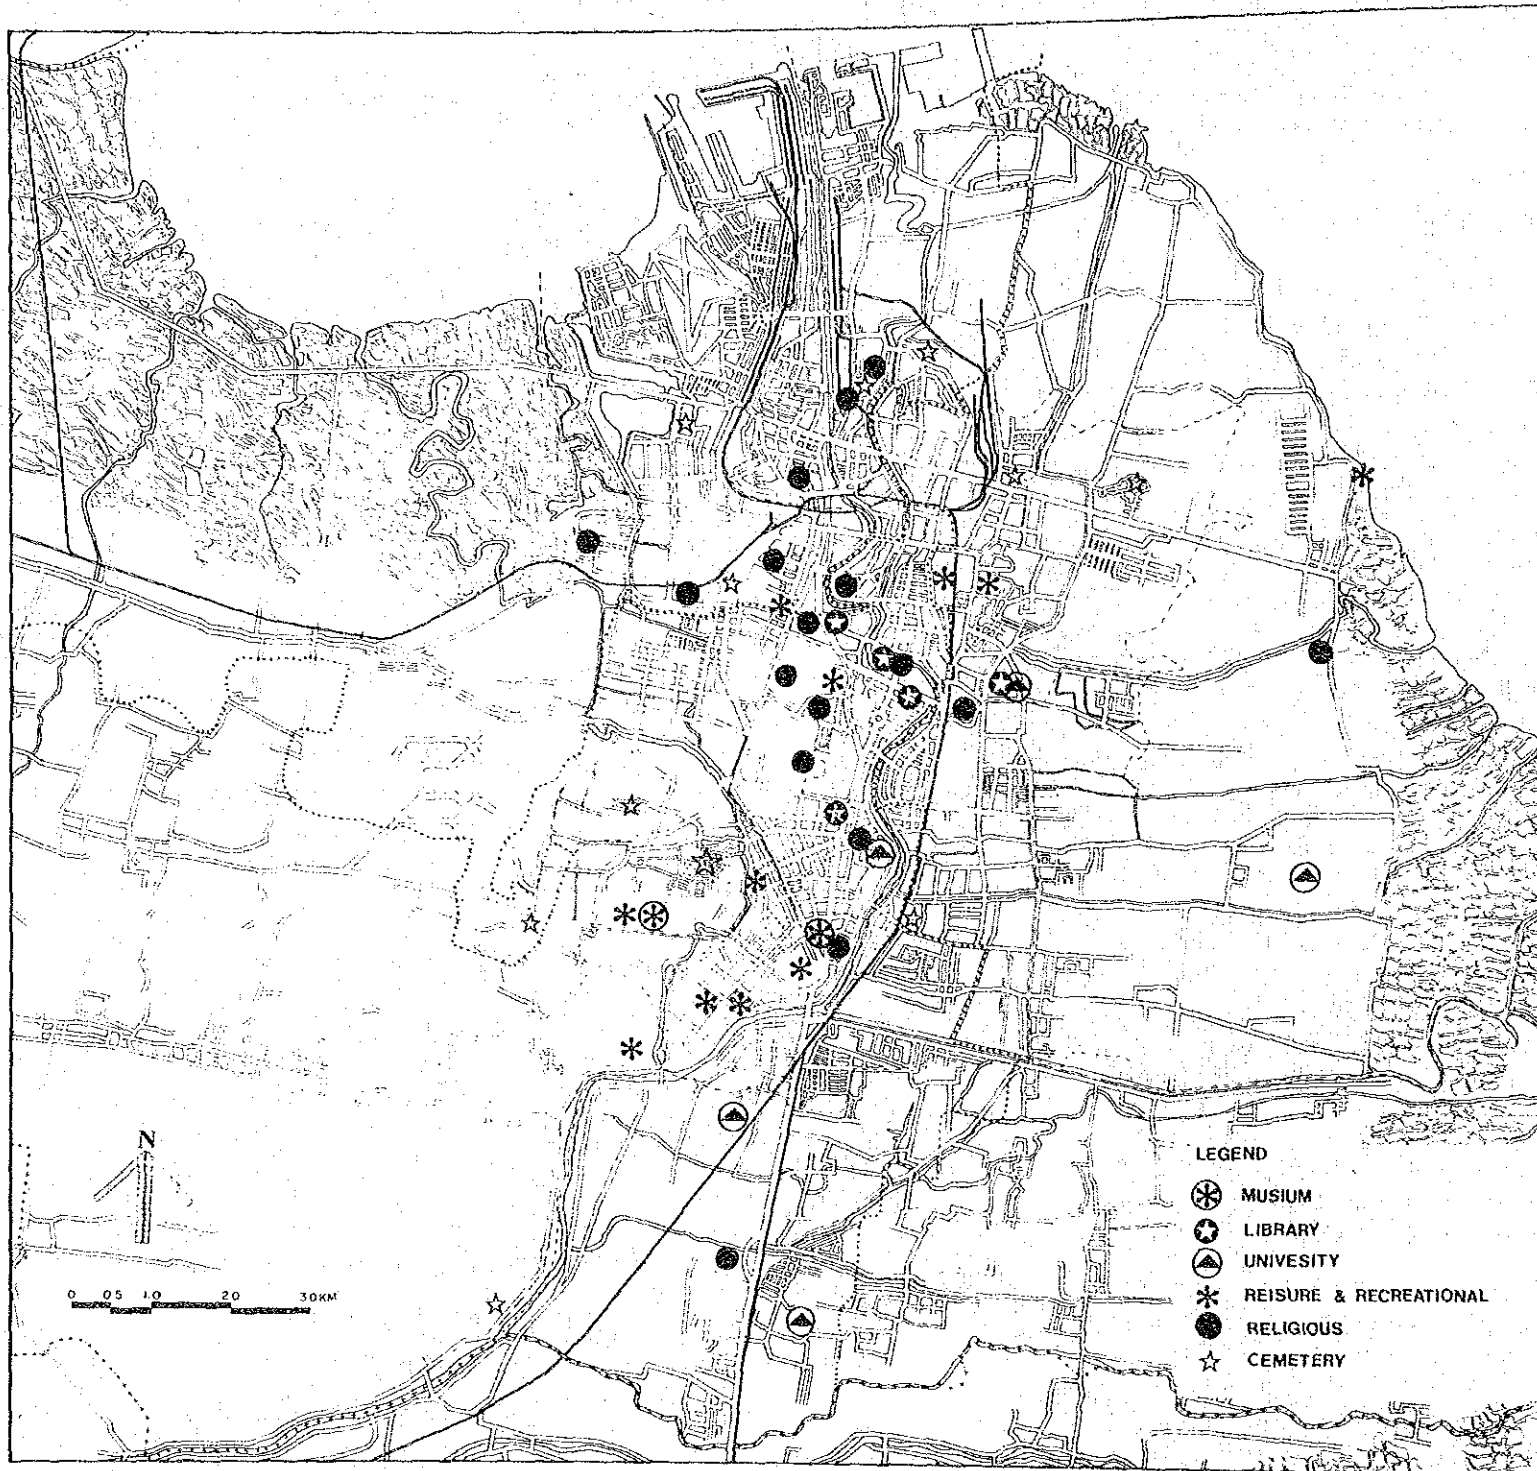 N
0 0.5 1.0 2.0 3.0KM
LEGEND
MUSIUM
LIBRARY
UNIVESITY
REISURE & RECREATIONAL
RELIGIOUS
CEMETERY